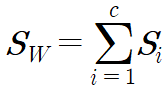 $S_W = \sum_{i=1}^{c} S_i$